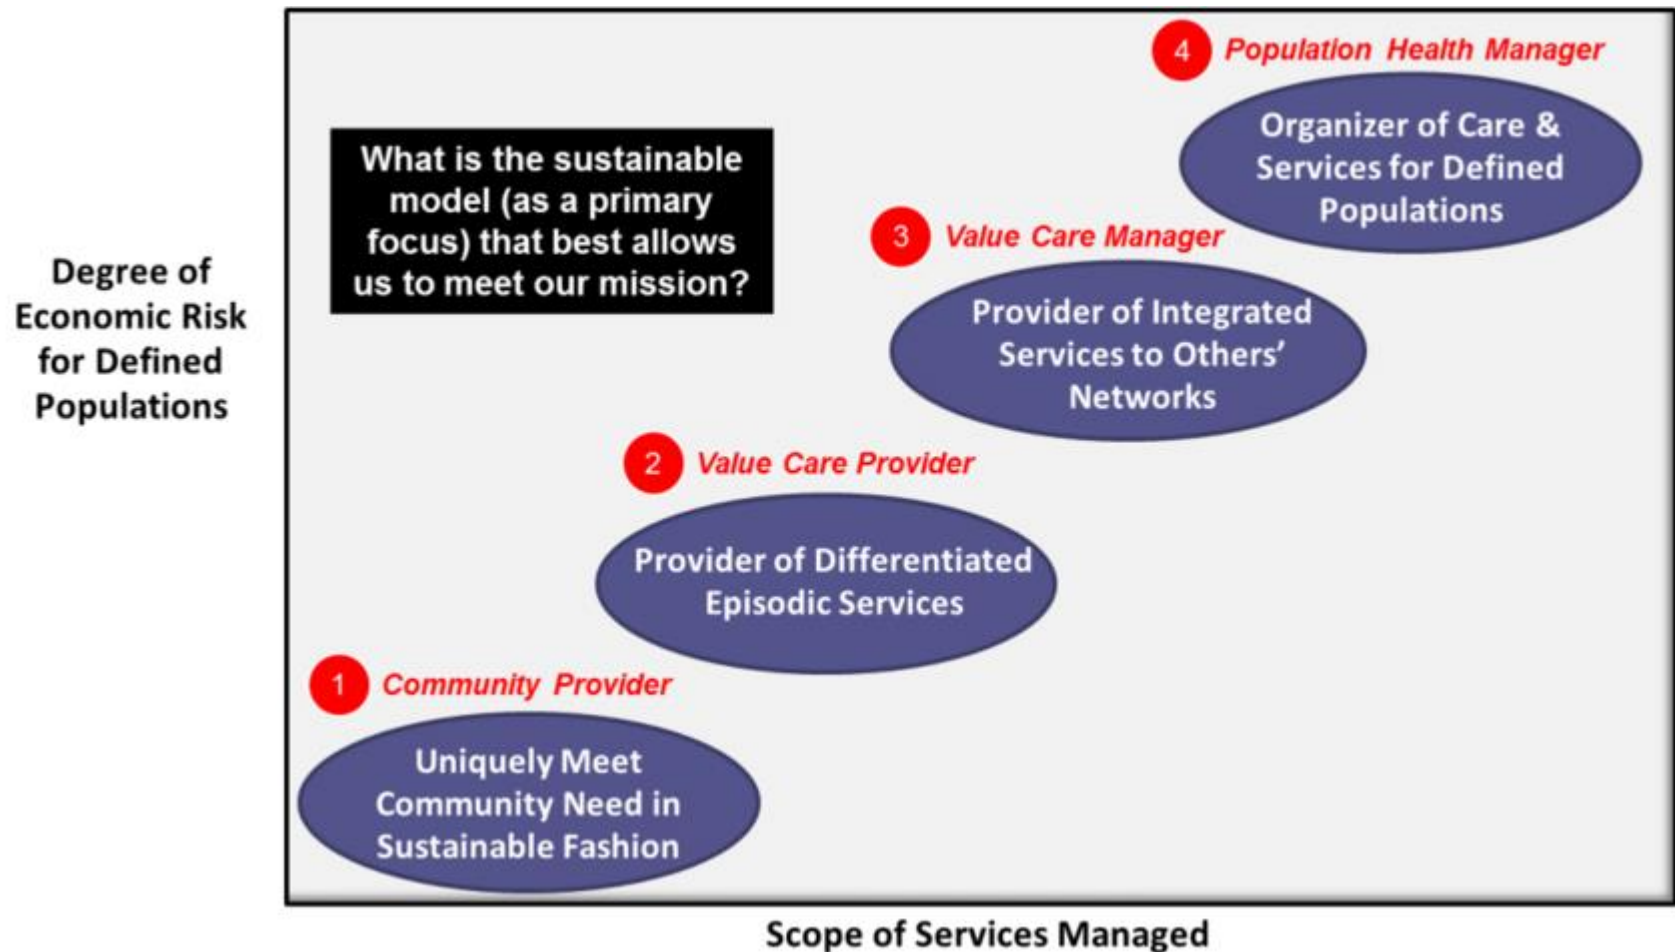 4 Population Health Manager
Organizer of Care &
Services for Defined
Populations
What is the sustainable
model (as a primary
focus) that best allows
us to meet our mission?
3 Value Care Manager
Provider of Integrated
Services to Others’
Networks
Degree of
Economic Risk
for Defined
Populations
2 Value Care Provider
Provider of Differentiated
Episodic Services
1 Community Provider
Uniquely Meet
Community Need in
Sustainable Fashion
Scope of Services Managed